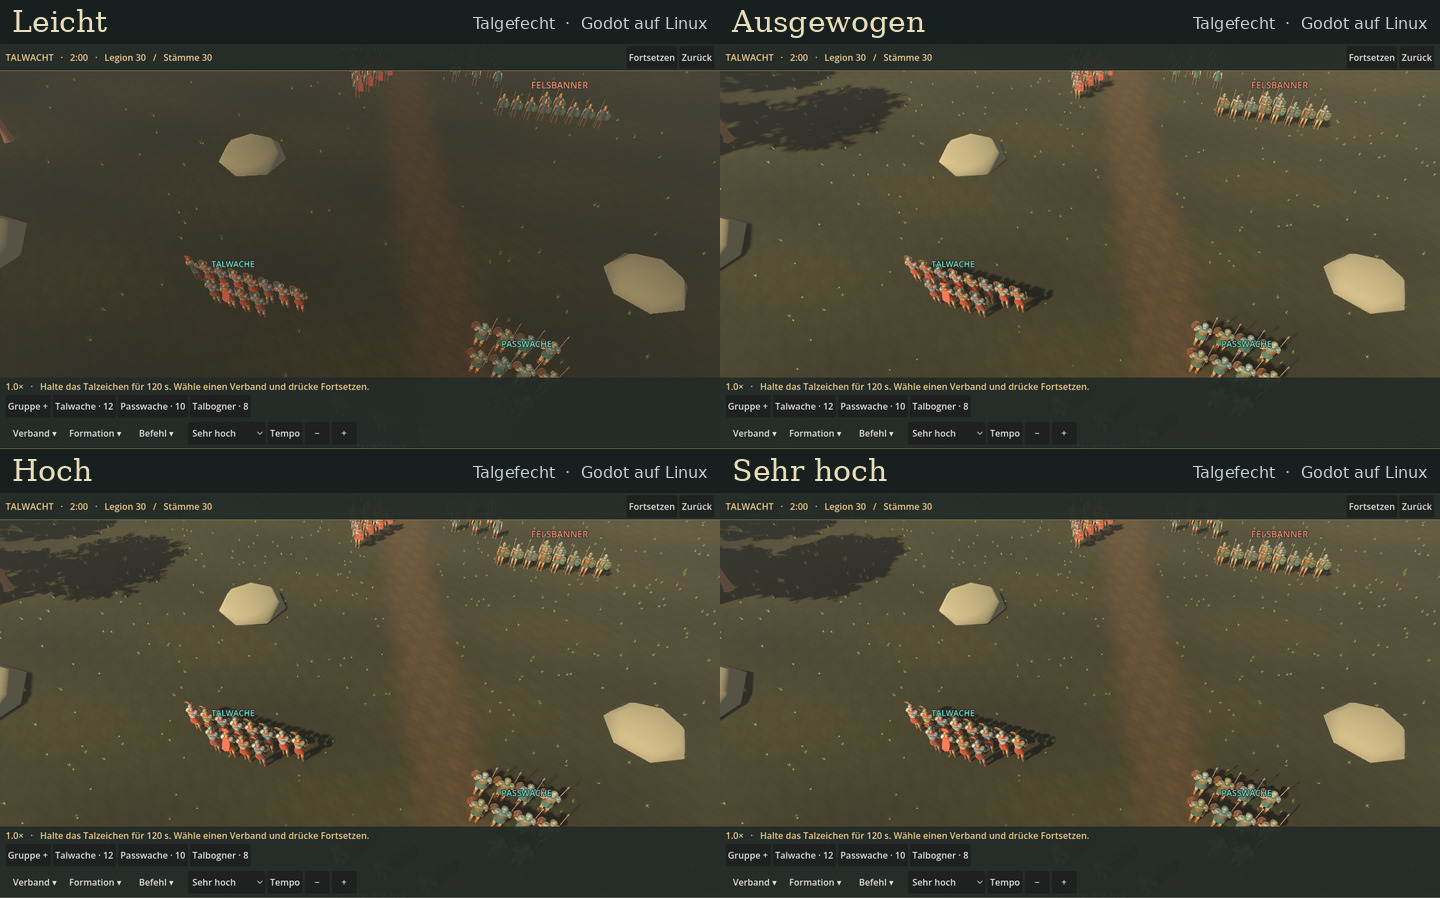 Leicht
Talgefecht · Godot auf Linux
TALWACHT · 2:00 · Legion 30 / Stämme 30
Fortsetzen Zurück
FELSBANNER
TALWACHE
PASSWACHE
1.0× · Halte das Talzeichen für 120 s. Wähle einen Verband und drücke Fortsetzen.
Gruppe + Talwache · 12 Passwache · 10 Talbogner · 8
Verband ▾ Formation ▾ Befehl ▾ Sehr hoch Tempo − +
Ausgewogen
Talgefecht · Godot auf Linux
TALWACHT · 2:00 · Legion 30 / Stämme 30
Fortsetzen Zurück
FELSBANNER
TALWACHE
PASSWACHE
1.0× · Halte das Talzeichen für 120 s. Wähle einen Verband und drücke Fortsetzen.
Gruppe + Talwache · 12 Passwache · 10 Talbogner · 8
Verband ▾ Formation ▾ Befehl ▾ Sehr hoch Tempo − +
Hoch
Talgefecht · Godot auf Linux
TALWACHT · 2:00 · Legion 30 / Stämme 30
Fortsetzen Zurück
FELSBANNER
TALWACHE
PASSWACHE
1.0× · Halte das Talzeichen für 120 s. Wähle einen Verband und drücke Fortsetzen.
Gruppe + Talwache · 12 Passwache · 10 Talbogner · 8
Verband ▾ Formation ▾ Befehl ▾ Sehr hoch Tempo − +
Sehr hoch
Talgefecht · Godot auf Linux
TALWACHT · 2:00 · Legion 30 / Stämme 30
Fortsetzen Zurück
FELSBANNER
TALWACHE
PASSWACHE
1.0× · Halte das Talzeichen für 120 s. Wähle einen Verband und drücke Fortsetzen.
Gruppe + Talwache · 12 Passwache · 10 Talbogner · 8
Verband ▾ Formation ▾ Befehl ▾ Sehr hoch Tempo − +